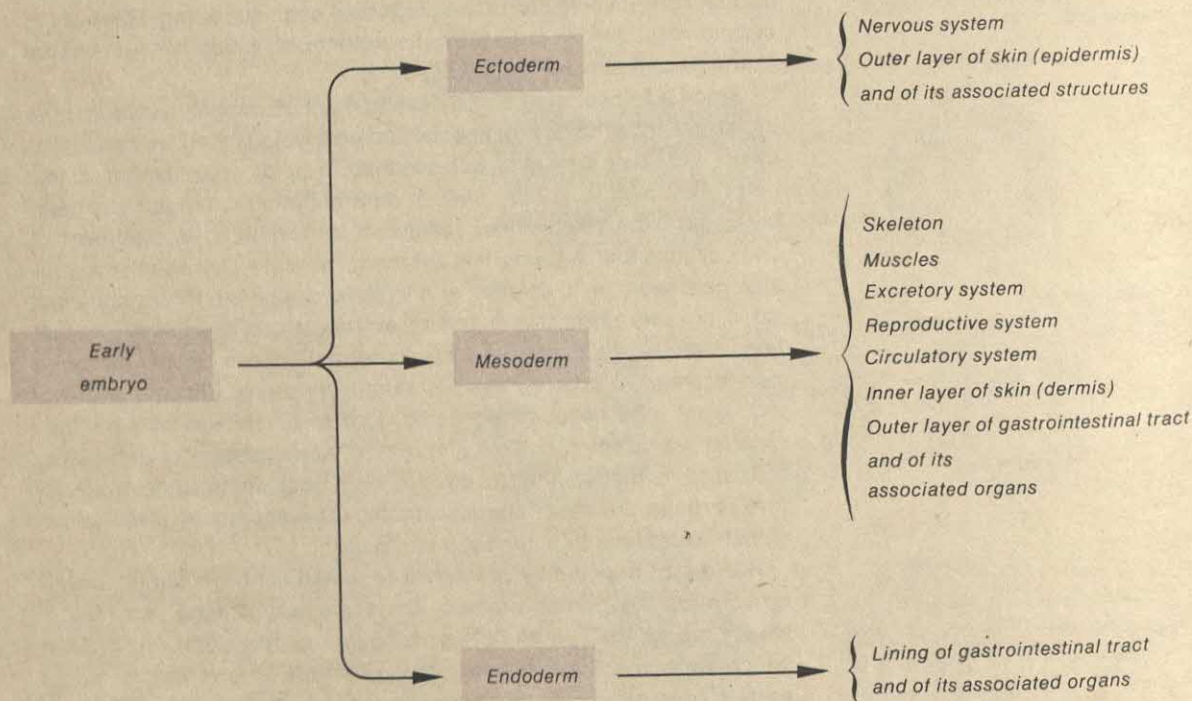 Ectoderm
Nervous system
Outer layer of skin (epidermis)
and of its associated structures
Early
embryo
Mesoderm
Skeleton
Muscles
Excretory system
Reproductive system
Circulatory system
Inner layer of skin (dermis)
Outer layer of gastrointestinal tract
and of its
associated organs
Endoderm
Lining of gastrointestinal tract
and of its associated organs